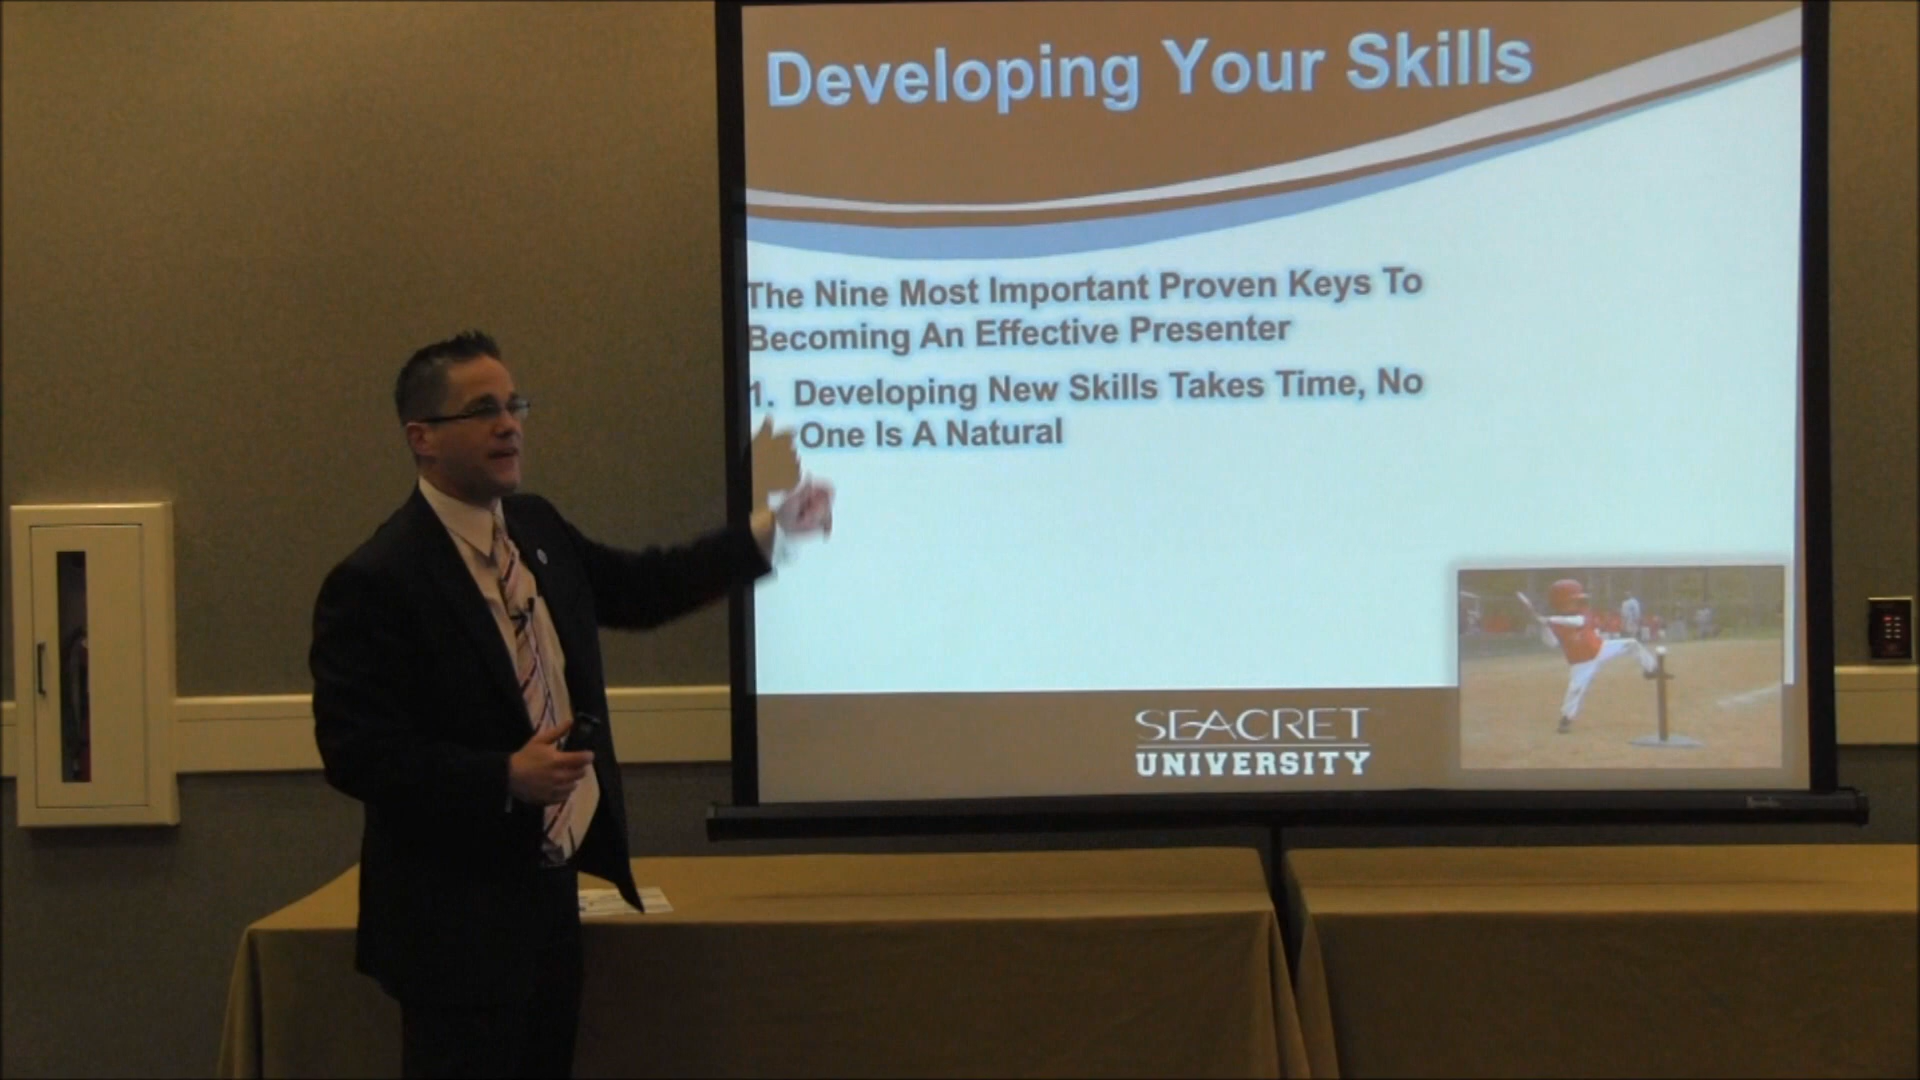 Developing Your Skills
The Nine Most Important Proven Keys To
Becoming An Effective Presenter
1. Developing New Skills Takes Time, No
One Is A Natural
SEACRET
UNIVERSITY